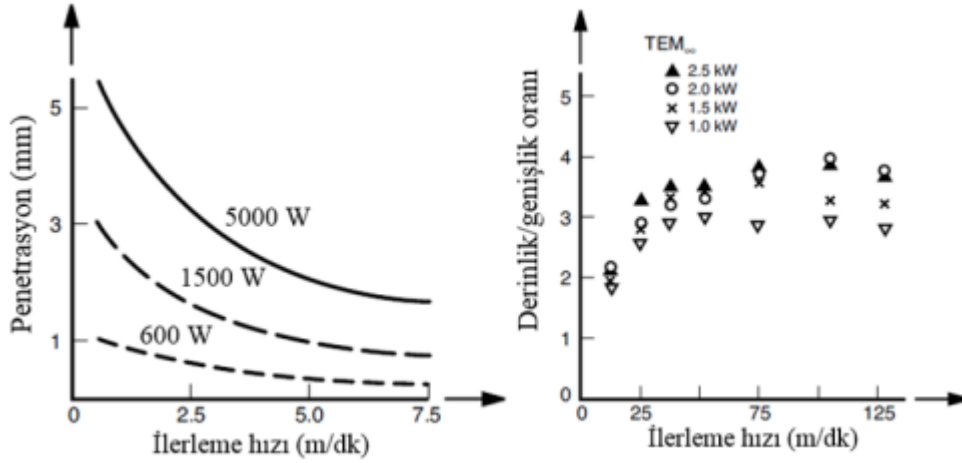 Penetrasyon (mm)
5
3
1
0
2.5
5.0
7.5
5000 W
1500 W
600 W
İlerleme hızı (m/dk)
Derinlik/genişlik oranı
5
4
3
2
1
0
0
25
75
125
TEM∞
2.5 kW
2.0 kW
1.5 kW
1.0 kW
İlerleme hızı (m/dk)